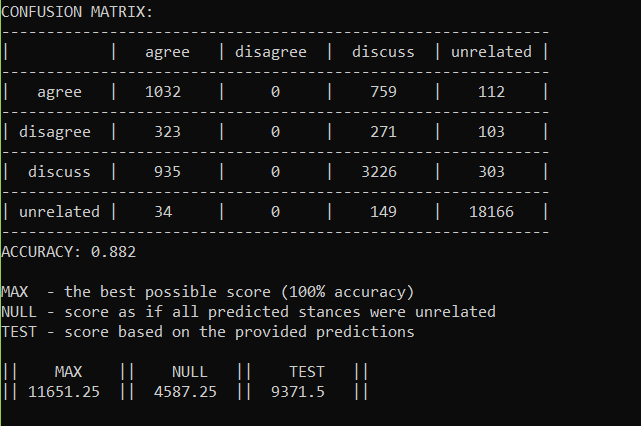 CONFUSION MATRIX:
-------------------------------------------------------------
|           |   agree   | disagree  |  discuss  | unrelated |
-------------------------------------------------------------
|   agree   |   1032    |     0     |    759    |    112    |
-------------------------------------------------------------
| disagree  |    323    |     0     |    271    |    103    |
-------------------------------------------------------------
|  discuss  |    935    |     0     |   3226    |    303    |
-------------------------------------------------------------
| unrelated |    34     |     0     |    149    |   18166   |
-------------------------------------------------------------
ACCURACY: 0.882
MAX  - the best possible score (100% accuracy)
NULL - score as if all predicted stances were unrelated
TEST - score based on the provided predictions
||    MAX    ||    NULL   ||    TEST   ||
|| 11651.25  ||  4587.25  ||  9371.5   ||